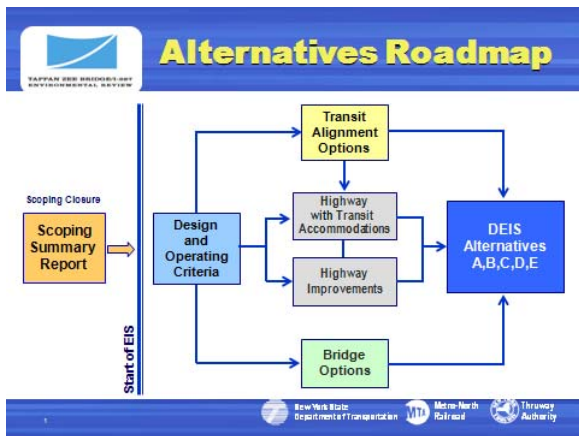 Alternatives Roadmap
TAPPAN ZEE BRIDGE/I-287
ENVIRONMENTAL REVIEW
Scoping Closure
Scoping
Summary
Report
Start of EIS
Design
and
Operating
Criteria
Transit
Alignment
Options
Highway
with Transit
Accommodations
Highway
Improvements
Bridge
Options
DEIS
Alternatives
A,B,C,D,E
1
New York State
Department of Transportation
MTA
Metro-North
Railroad
Thruway
Authority